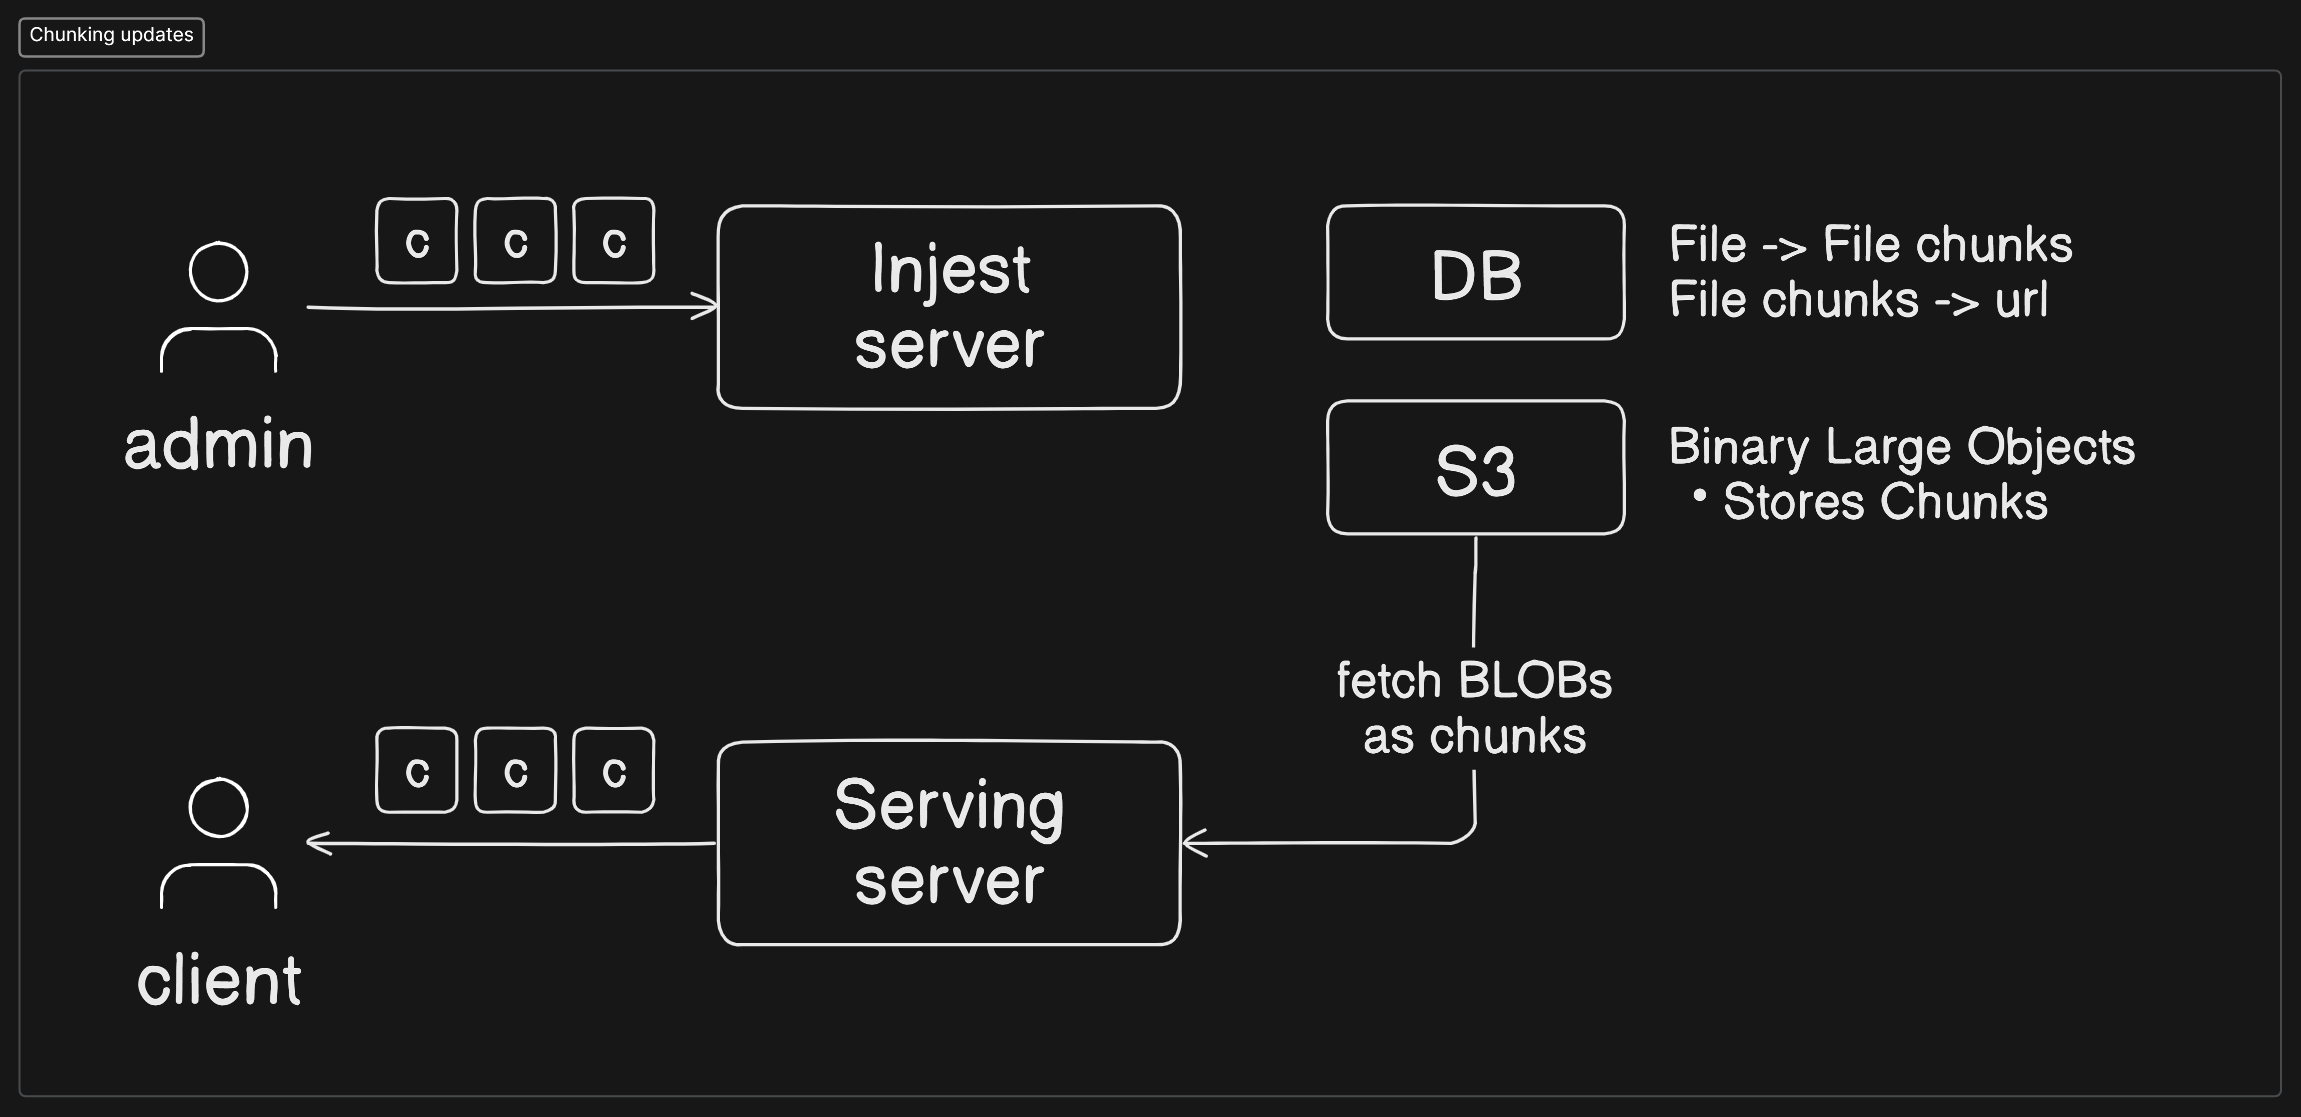 Chunking updates
c c c
Injest
server
admin
DB
File -> File chunks
File chunks -> url
S3
Binary Large Objects
• Stores Chunks
fetch BLOBs
as chunks
c c c
Serving
server
client